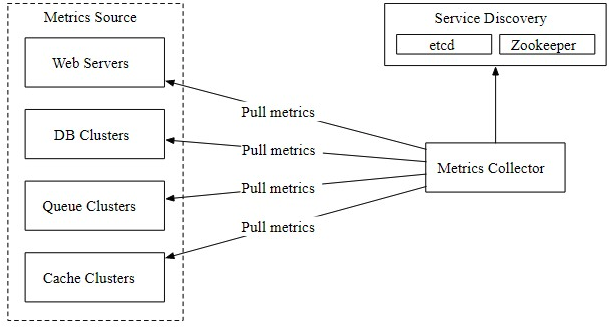 Metrics Source
Service Discovery
etcd
Zookeeper
Web Servers
Pull metrics
DB Clusters
Pull metrics
Metrics Collector
Pull metrics
Queue Clusters
Pull metrics
Cache Clusters